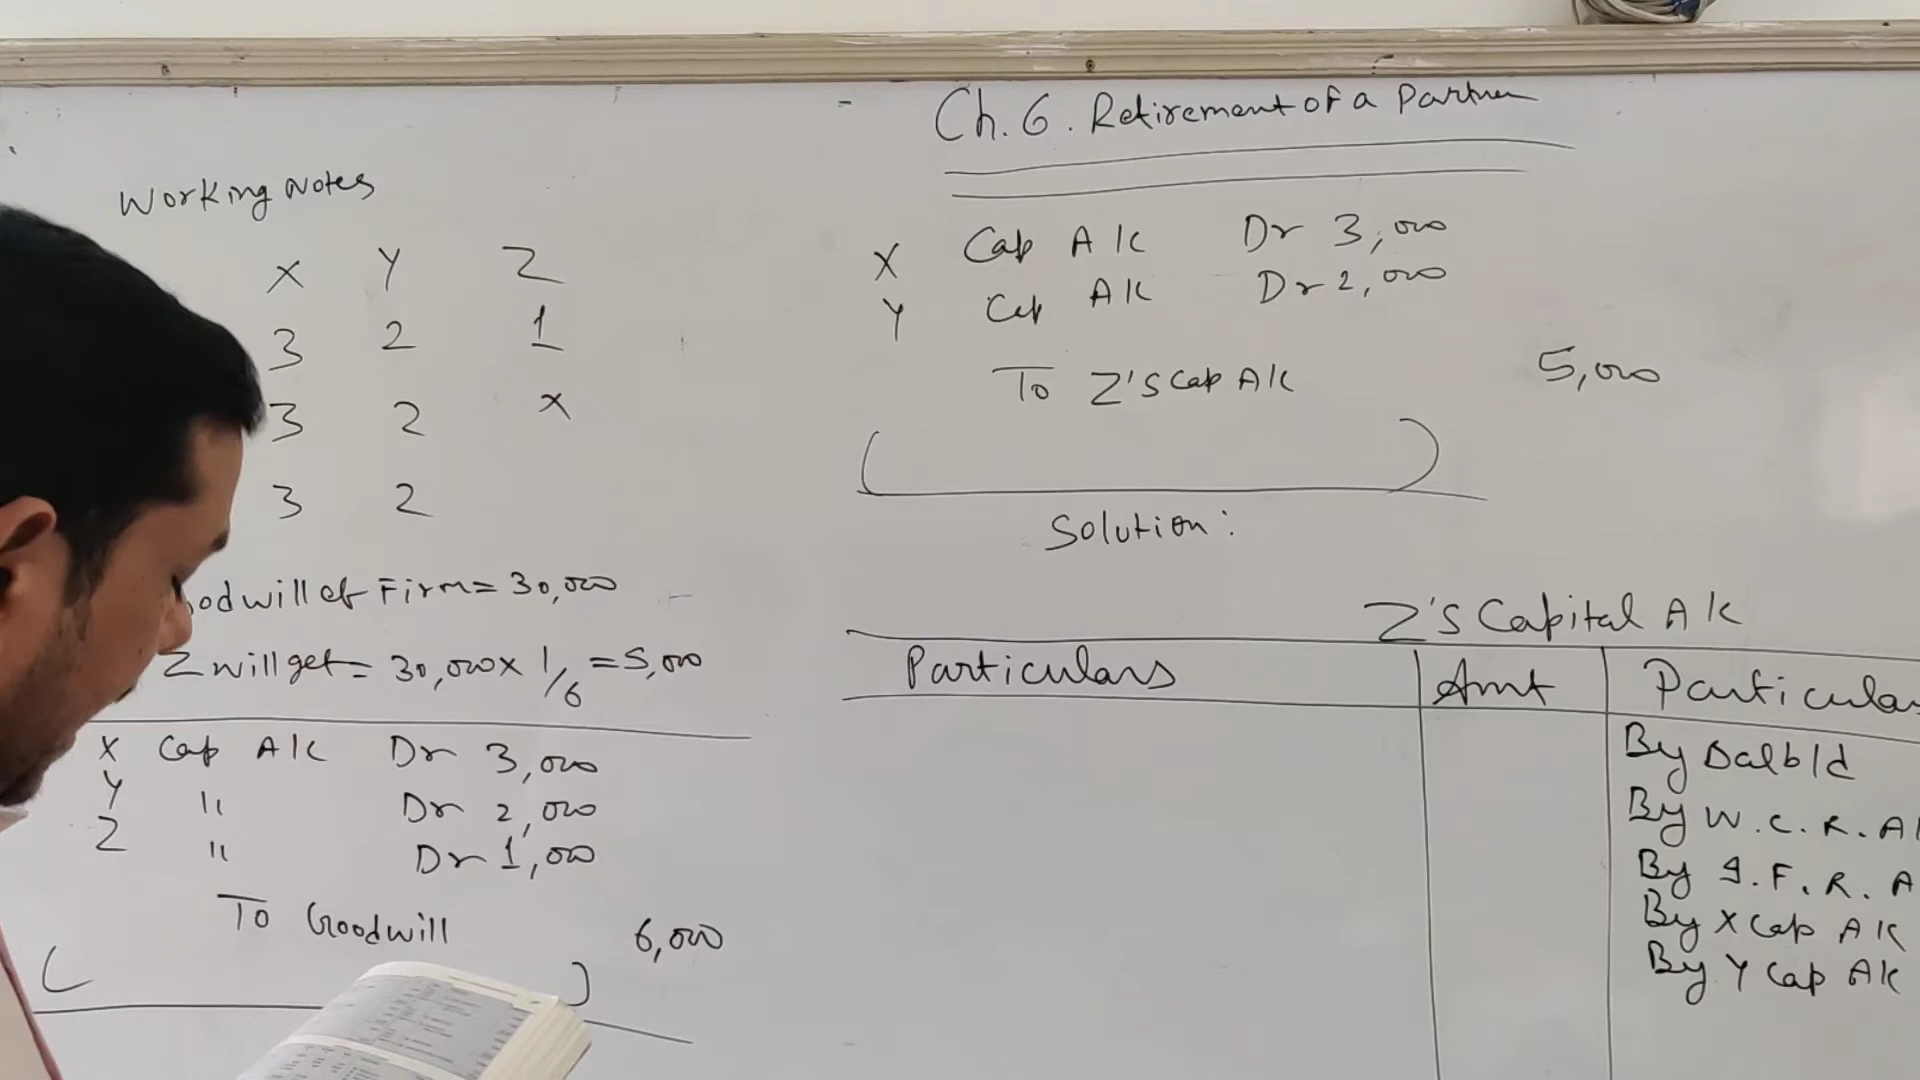 Ch. 6. Retirement of a Partner
Working Notes
X Y Z
3 2 1
3 2 x
3 2
odwill of Firm = 30,000
Z will get = 30,000 x 1/6 = 5,000
X Cap A/c Dr 3,000
Y " Dr 2,000
Z " Dr 1,000
To Goodwill 6,000
( )
X Cap A/c Dr 3,000
Y Cap A/c Dr 2,000
To Z's Cap A/c 5,000
( )
Solution:
Z's Capital A/c
Particulars Amt Particular
By Bal b/d
By W.C.R. A/
By I.F.R. A
By X Cap A/c
By Y Cap A/c